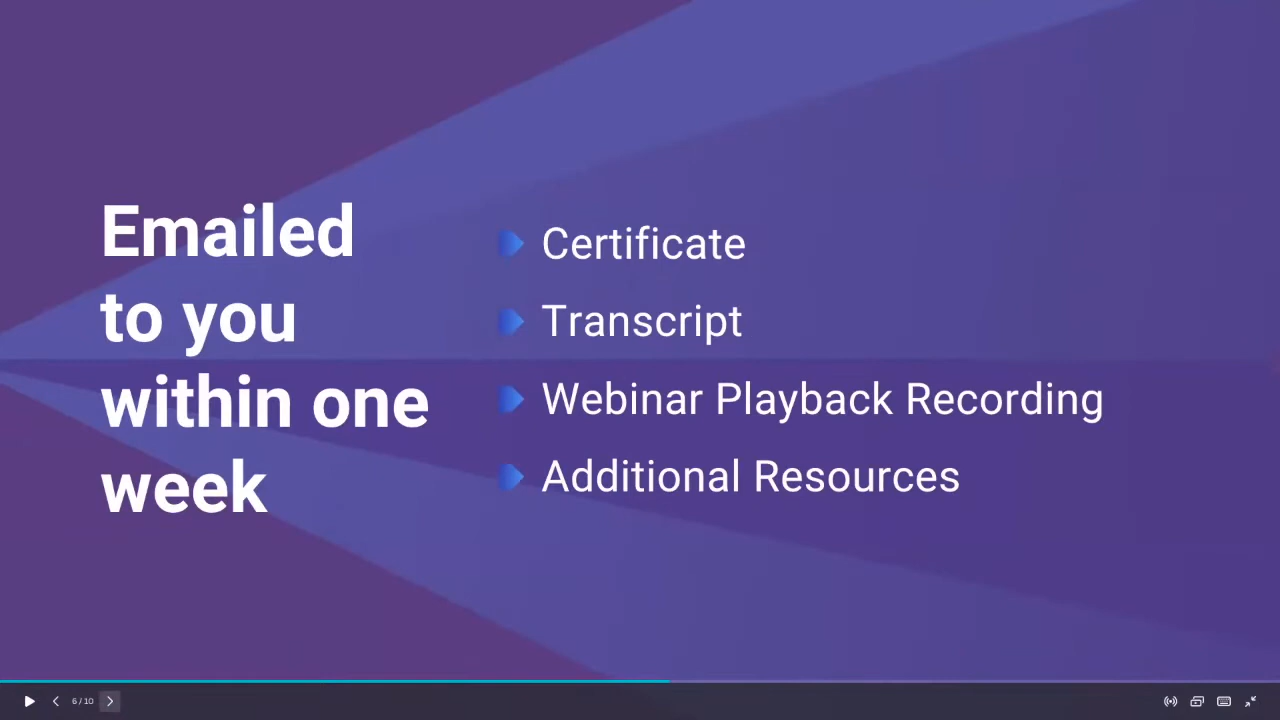 Emailed
to you
within one
week
Certificate
Transcript
Webinar Playback Recording
Additional Resources
6 / 10